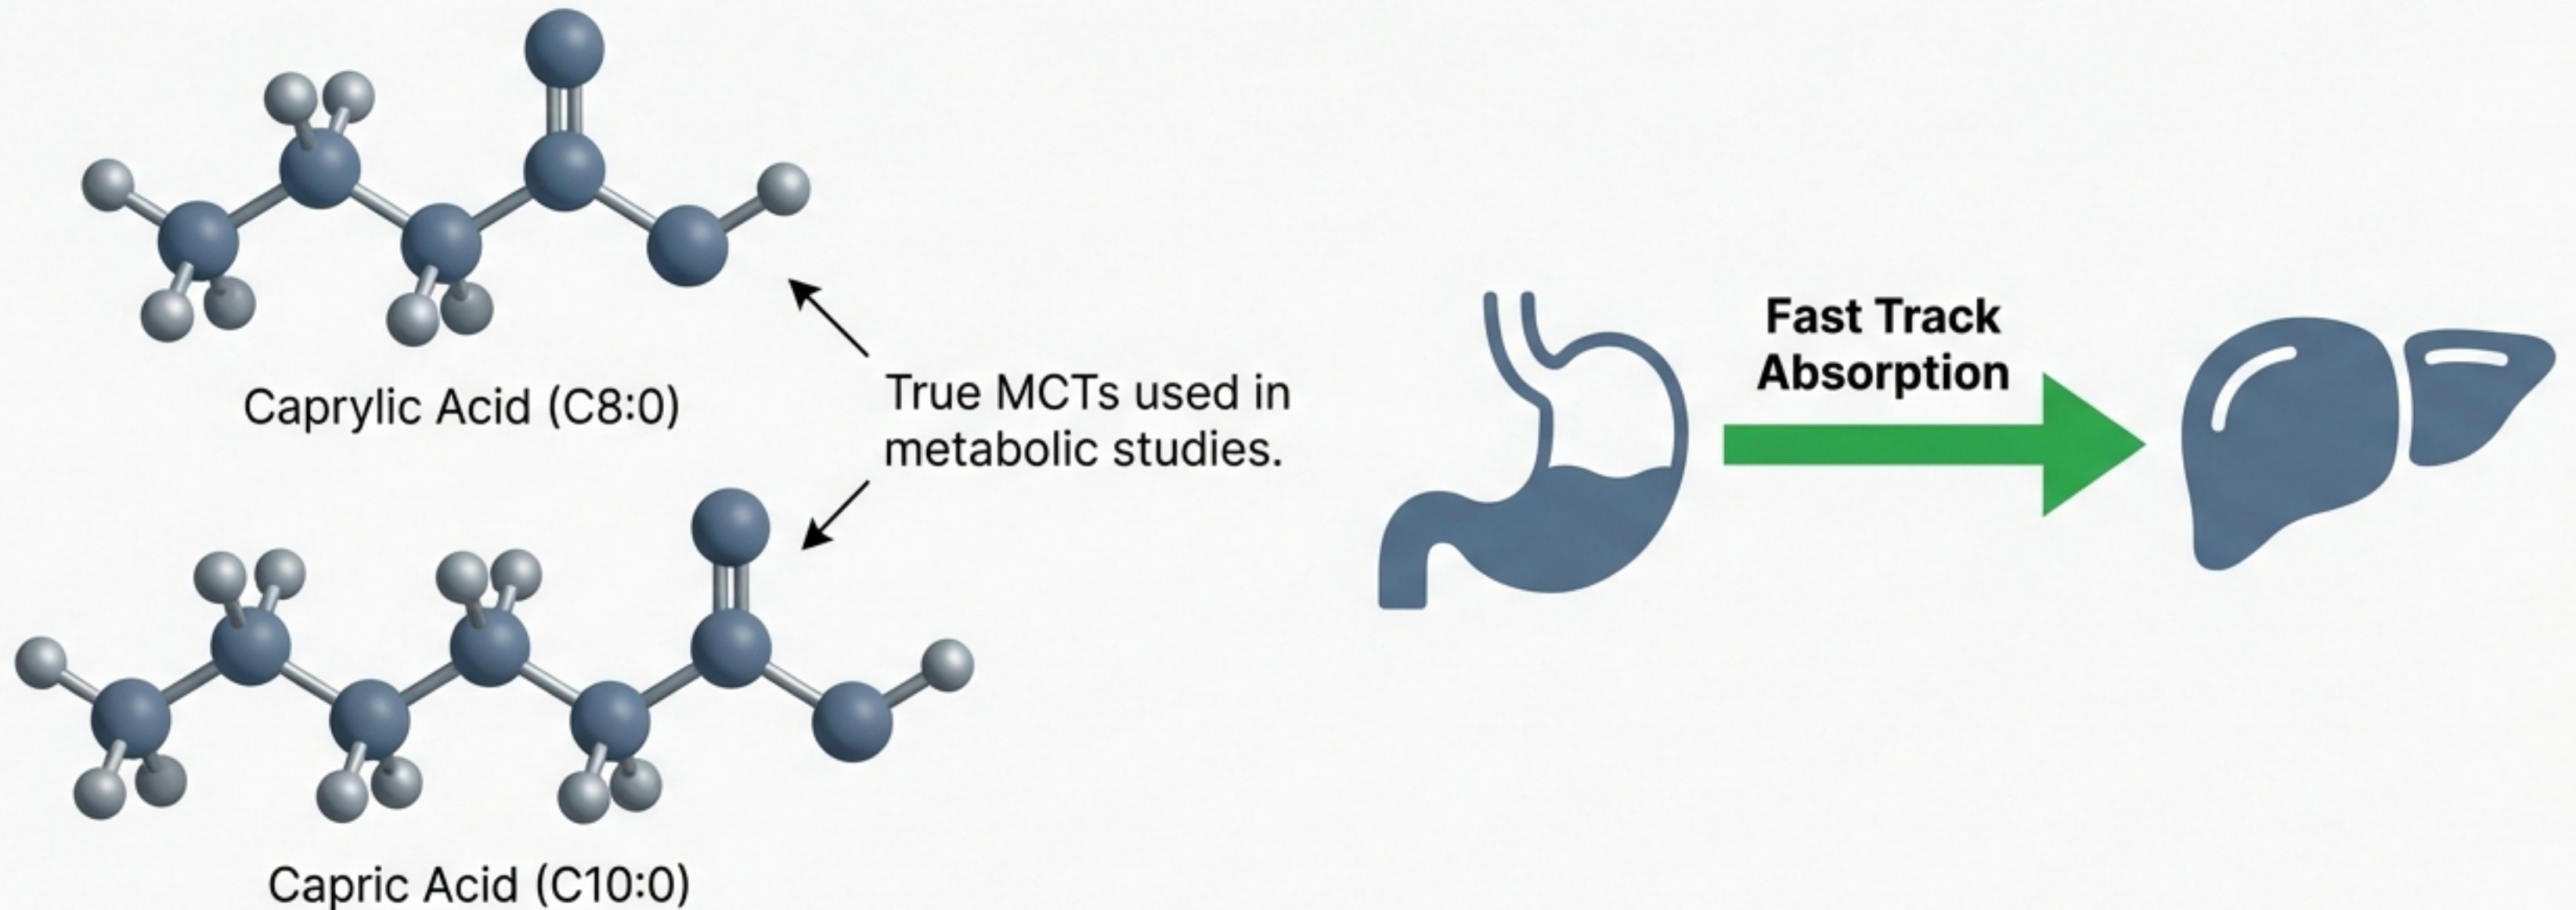 Caprylic Acid (C8:0)
True MCTs used in
metabolic studies.
Capric Acid (C10:0)
Fast Track
Absorption